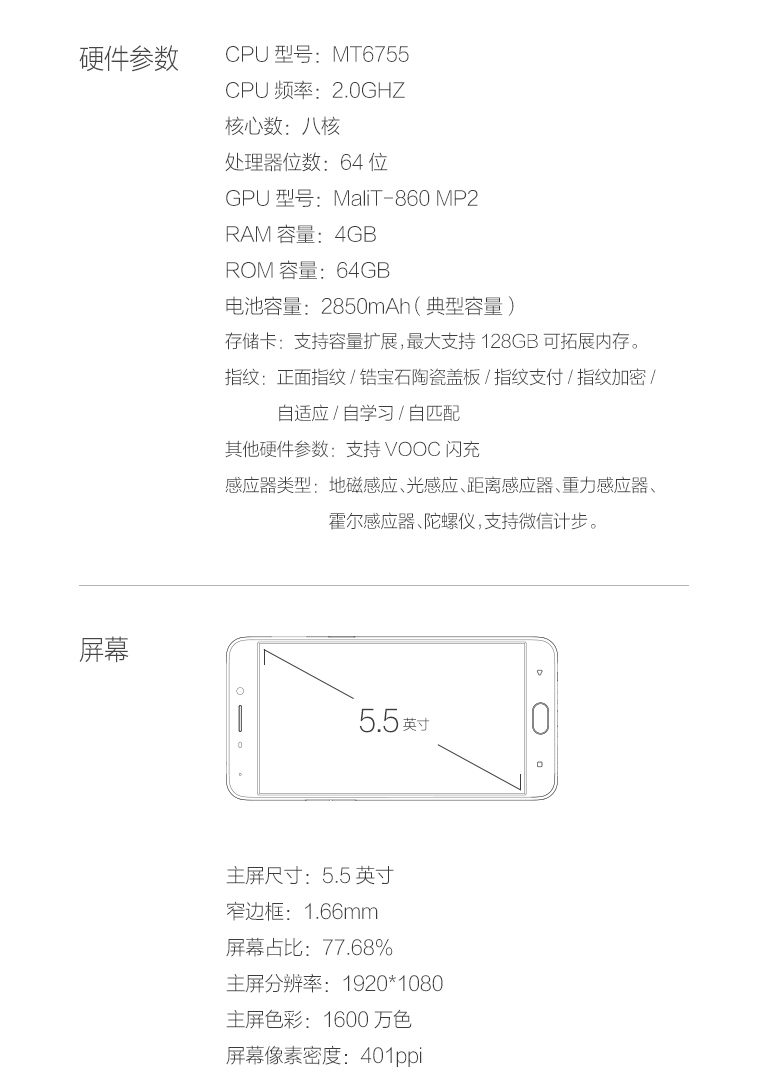 硬件参数
CPU 型号：MT6755
CPU 频率：2.0GHZ
核心数：八核
处理器位数：64 位
GPU 型号：MaliT-860 MP2
RAM 容量：4GB
ROM 容量：64GB
电池容量：2850mAh（典型容量）
存储卡：支持容量扩展，最大支持 128GB 可拓展内存。
指纹：正面指纹 / 锆宝石陶瓷盖板 / 指纹支付 / 指纹加密 /
自适应 / 自学习 / 自匹配
其他硬件参数：支持 VOOC 闪充
感应器类型：地磁感应、光感应、距离感应器、重力感应器、
霍尔感应器、陀螺仪，支持微信计步。
屏幕
5.5 英寸
主屏尺寸：5.5 英寸
窄边框：1.66mm
屏幕占比：77.68%
主屏分辨率：1920*1080
主屏色彩：1600 万色
屏幕像素密度：401ppi